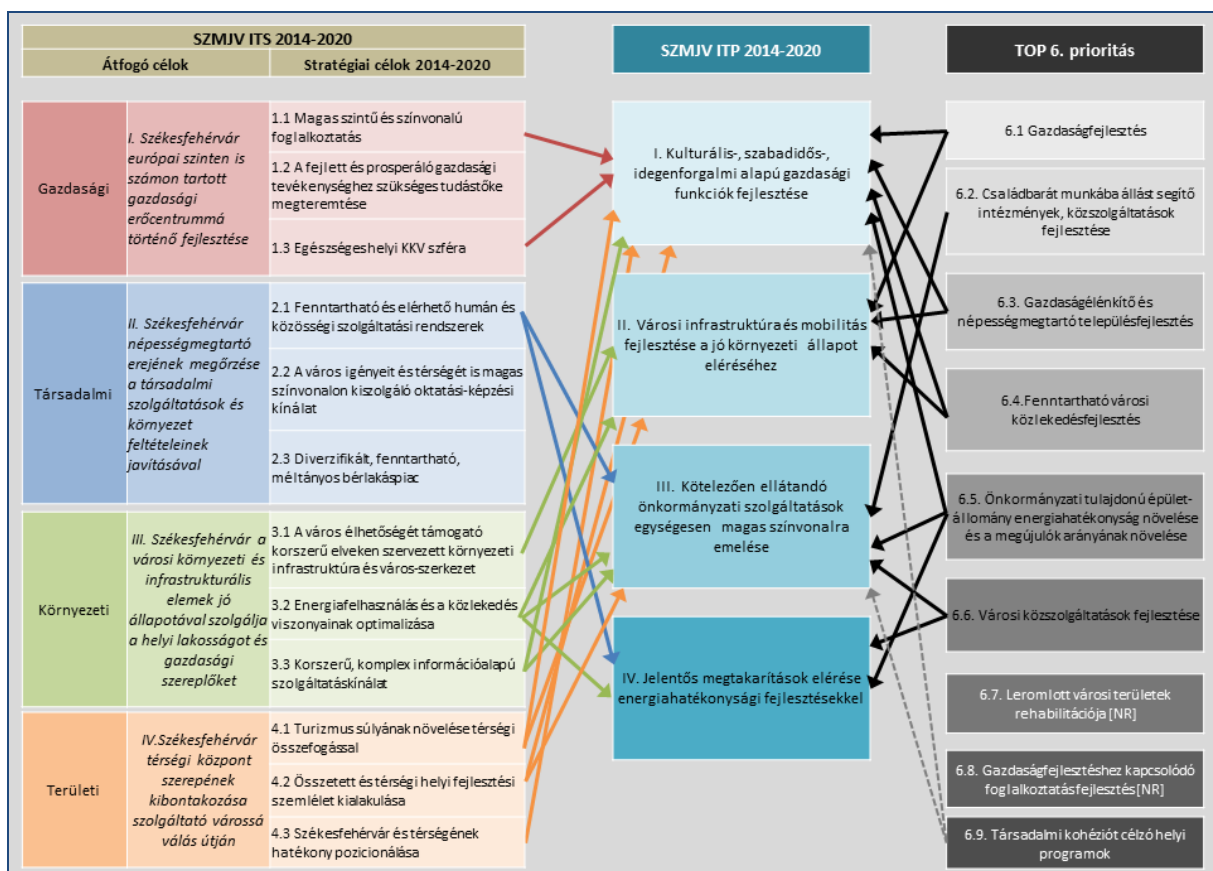 SZMJV ITS 2014-2020
Átfogó célok
Stratégiai célok 2014-2020
Gazdasági
I. Székesfehérvár
európai szinten is
számon tartott
gazdasági
erőcentrummá
történő fejlesztése
1.1 Magas szintű és színvonalú
foglalkoztatás
1.2 A fejlett és prosperáló gazdasági
tevékenységhez szükséges tudástőke
megteremtése
1.3 Egészséges helyi KKV szféra
Társadalmi
II. Székesfehérvár
népességmegtartó
erejének megőrzése
a társadalmi
szolgáltatások és
környezet
feltételeinek
javításával
2.1 Fenntartható és elérhető humán és
közösségi szolgáltatási rendszerek
2.2 A város igényeit és térségét is magas
színvonalon kiszolgáló oktatási-képzési
kínálat
2.3 Diverzifikált, fenntartható,
méltányos bérlakáspiac
Környezeti
III. Székesfehérvár a
városi környezeti és
infrastrukturális
elemek jó
állapotával szolgálja
a helyi lakosságot és
gazdasági
szereplőket
3.1 A város élhetőségét támogató
korszerű elveken szervezett környezeti
infrastruktúra és város-szerkezet
3.2 Energiafelhasználás és a közlekedés
viszonyainak optimalizása
3.3 Korszerű, komplex információalapú
szolgáltatáskínálat
Területi
IV.Székesfehérvár
térségi központ
szerepének
kibontakozása
szolgáltató várossá
válás útján
4.1 Turizmus súlyának növelése térségi
összefogással
4.2 Összetett és térségi helyi fejlesztési
szemlélet kialakulása
4.3 Székesfehérvár és térségének
hatékony pozicionálása
SZMJV ITP 2014-2020
I. Kulturális-, szabadidős-,
idegenforgalmi alapú gazdasági
funkciók fejlesztése
II. Városi infrastruktúra és mobilitás
fejlesztése a jó környezeti állapot
eléréséhez
III. Kötelezően ellátandó
önkormányzati szolgáltatások
egységesen magas színvonalra
emelése
IV. Jelentős megtakarítások elérése
energiahatékonysági fejlesztésekkel
TOP 6. prioritás
6.1 Gazdaságfejlesztés
6.2. Családbarát munkába állást segítő
intézmények, közszolgáltatások
fejlesztése
6.3. Gazdaságélénkítő és
népességmegtartó településfejlesztés
6.4.Fenntartható városi
közlekedésfejlesztés
6.5. Önkormányzati tulajdonú épület-
állomány energiahatékonyság növelése
és a megújulók arányának növelése
6.6. Városi közszolgáltatások fejlesztése
6.7. Leromlott városi területek
rehabilitációja [NR]
6.8. Gazdaságfejlesztéshez kapcsolódó
foglalkoztatásfejlesztés [NR]
6.9. Társadalmi kohéziót célzó helyi
programok